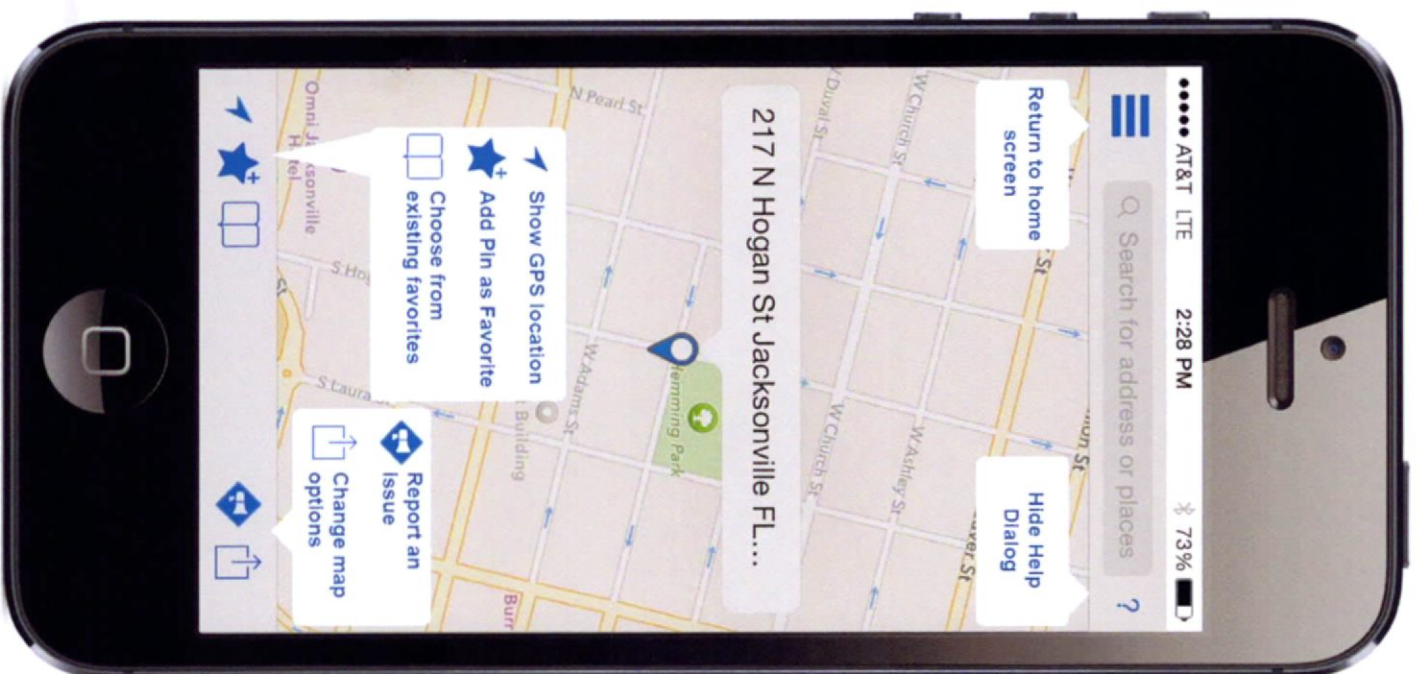 AT&T LTE 2:28 PM 73%
Search for address or places ?
Return to home
screen
Hide Help
Dialog
W Church St
W Ashley St
W Duval St
W Church St
217 N Hogan St Jacksonville FL...
N Pearl St
Hemming Park
W Adams St
Building
Show GPS location
Add Pin as Favorite
Choose from
existing favorites
S Laura
Report an
Issue
Change map
options
Burr
Omni Jacksonville
Hotel